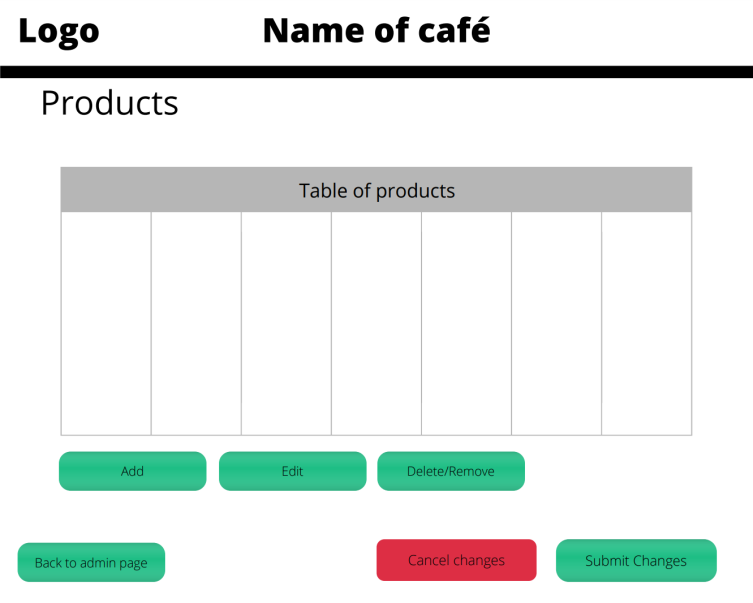 Logo
Name of café
Products
Table of products
Add
Edit
Delete/Remove
Back to admin page
Cancel changes
Submit Changes